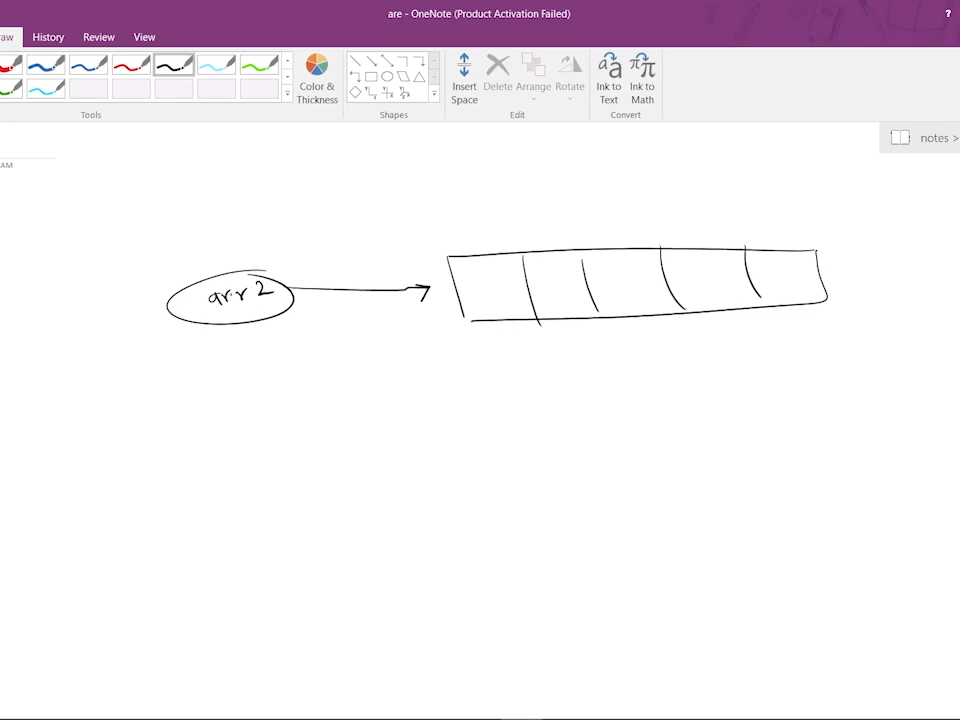 are - OneNote (Product Activation Failed)
?
aw History Review View
Color & Thickness
Insert Space
Delete
Arrange
Rotate
Ink to Text
Ink to Math
Tools
Shapes
Edit
Convert
notes >
AM
arr 2